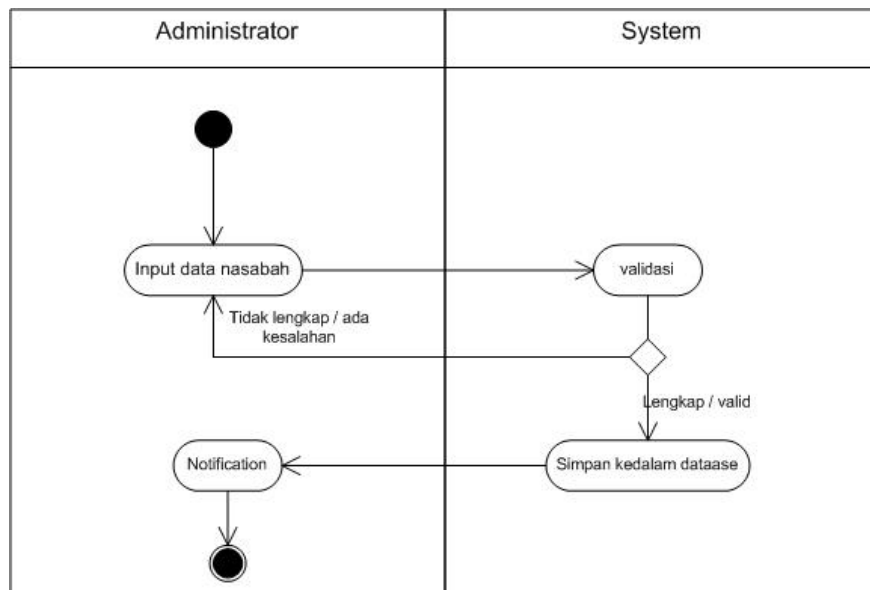 Administrator
System
Input data nasabah
validasi
Tidak lengkap / ada
kesalahan
Lengkap / valid
Notification
Simpan kedalam dataase